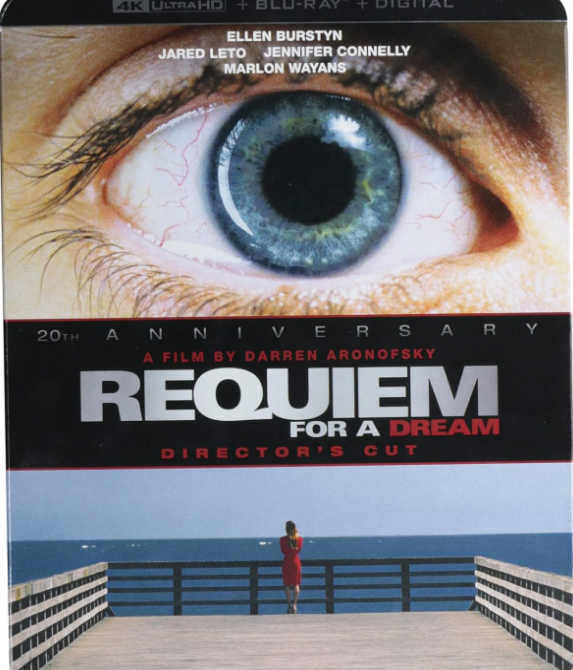 4K ULTRA HD + BLU-RAY + DIGITAL
ELLEN BURSTYN
JARED LETO JENNIFER CONNELLY
MARLON WAYANS
20TH ANNIVERSARY
A FILM BY DARREN ARONOFSKY
REQUIEM
FOR A DREAM
DIRECTOR'S CUT